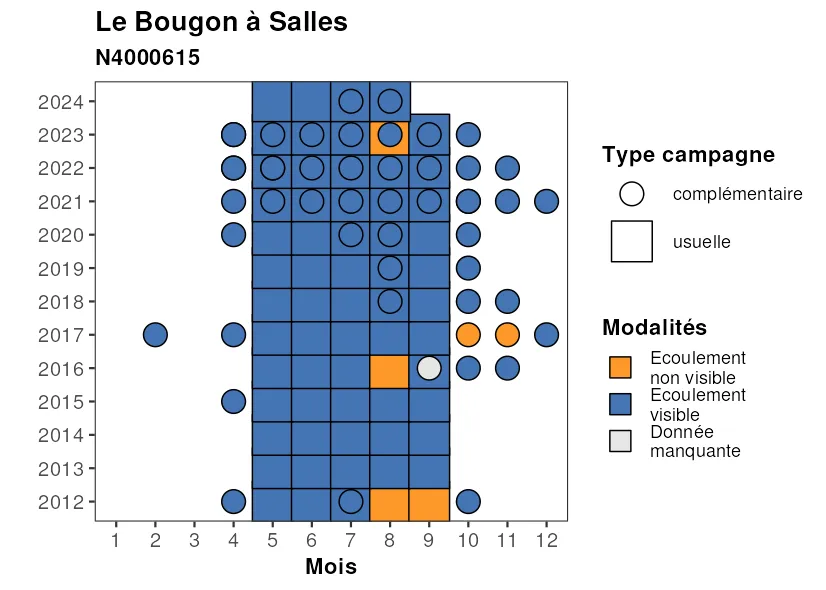 Le Bougon à Salles
N4000615
2024
2023
2022
2021
2020
2019
2018
2017
2016
2015
2014
2013
2012
1 2 3 4 5 6 7 8 9 10 11 12
Mois
Type campagne
complémentaire
usuelle
Modalités
Ecoulement
non visible
Ecoulement
visible
Donnée
manquante